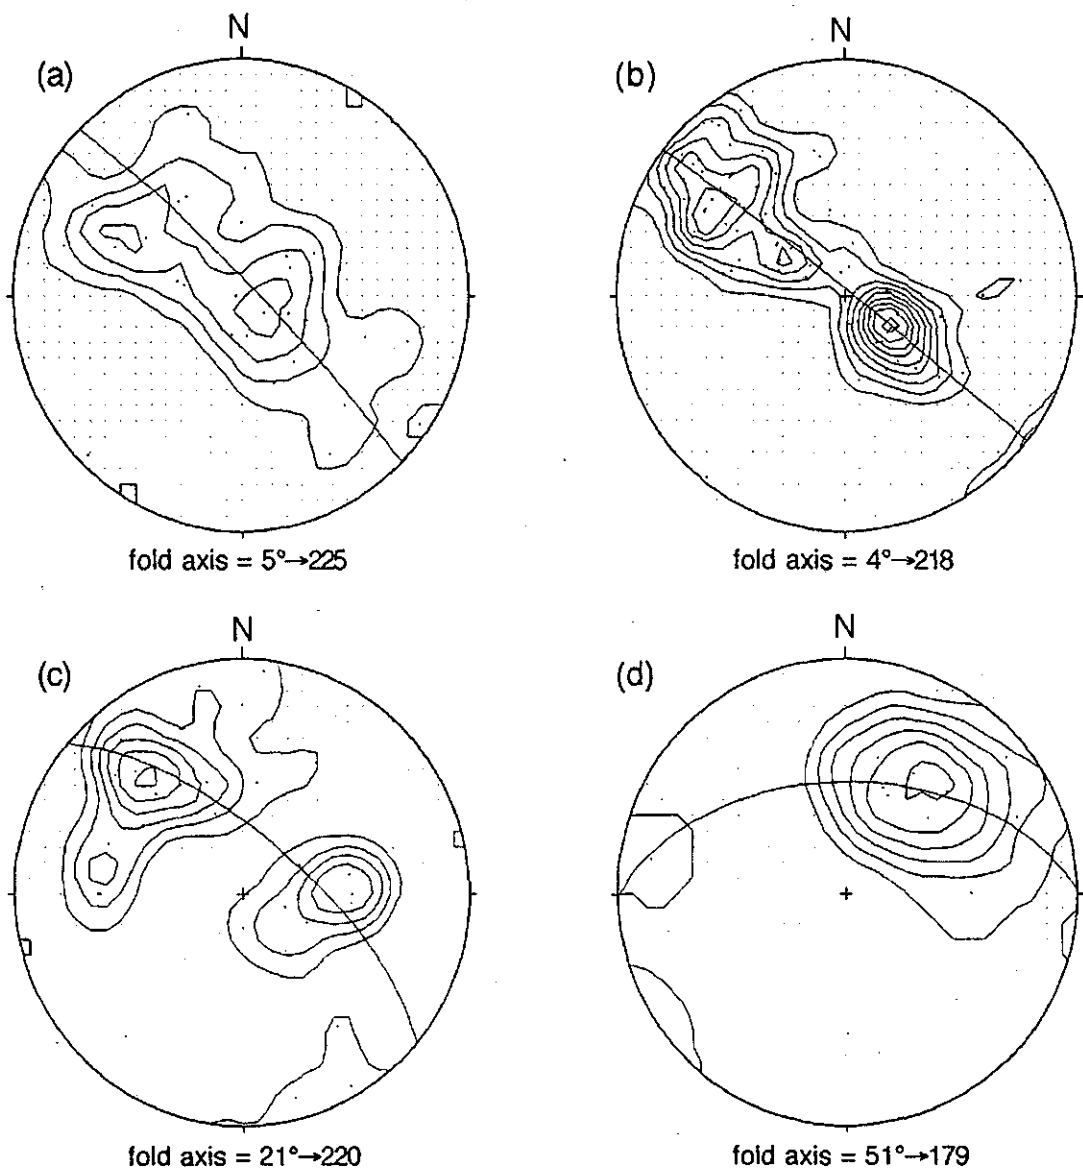 N
N
(a)
(b)
fold axis = 5°→225
fold axis = 4°→218
N
N
(c)
(d)
fold axis = 21°→220
fold axis = 51°→179